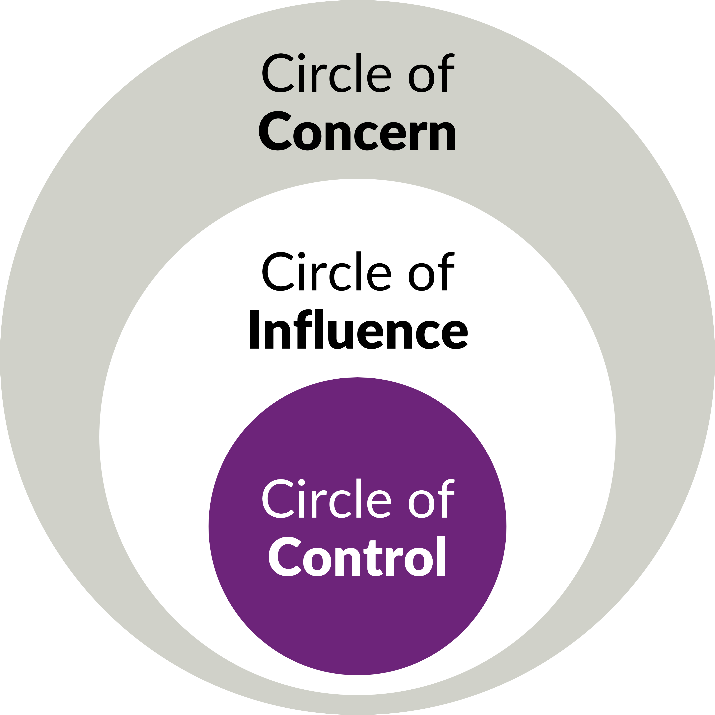 Circle of
Concern
Circle of
Influence
Circle of
Control